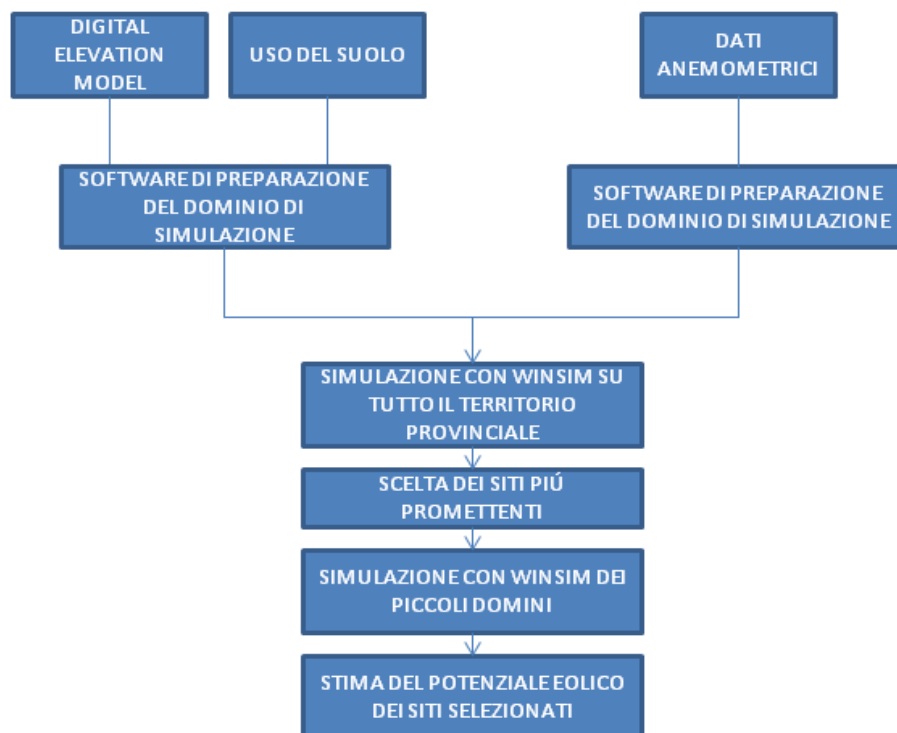 DIGITAL
ELEVATION
MODEL
USO DEL SUOLO
DATI
ANEMOMETRICI
SOFTWARE DI PREPARAZIONE
DEL DOMINIO DI
SIMULAZIONE
SOFTWARE DI PREPARAZIONE
DEL DOMINIO DI SIMULAZIONE
SIMULAZIONE CON WINSIM SU
TUTTO IL TERRITORIO
PROVINCIALE
SCELTA DEI SITI PIÚ
PROMETTENTI
SIMULAZIONE CON WINSIM DEI
PICCOLI DOMINI
STIMA DEL POTENZIALE EOLICO
DEI SITI SELEZIONATI